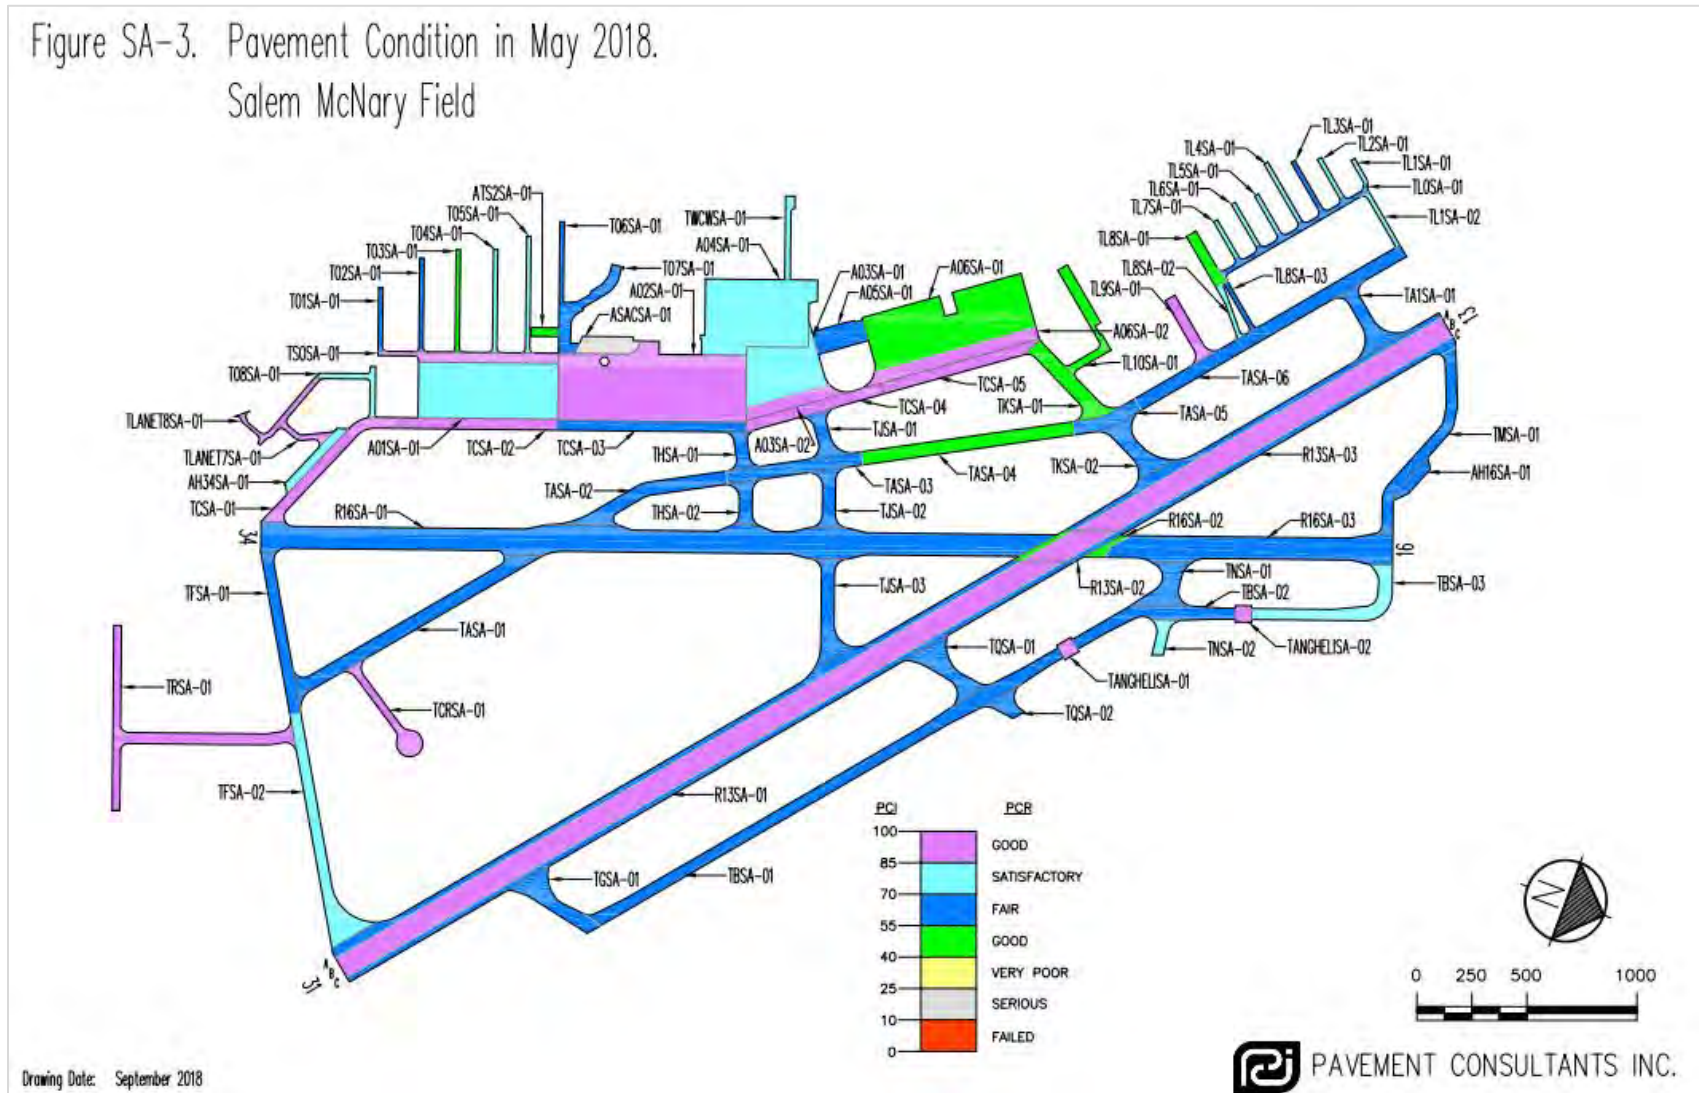 Figure SA-3. Pavement Condition in May 2018.
Salem McNary Field
TL3SA-01
TL4SA-01
TL2SA-01
TL5SA-01
TL1SA-01
TL6SA-01
TL0SA-01
TL7SA-01
TL1SA-02
ATS2SA-01
T05SA-01
TWCWSA-01
T06SA-01
T04SA-01
A04SA-01
TL8SA-01
T03SA-01
T02SA-01
T07SA-01
A03SA-01
A06SA-01
TL8SA-02
TL8SA-03
T01SA-01
A02SA-01
A05SA-01
TL9SA-01
TA1SA-01
ASACSA-01
13
A
B
C
A06SA-02
TS0SA-01
T08SA-01
TL10SA-01
TCSA-05
TASA-06
TMSA-01
TCSA-04
TKSA-01
TASA-05
TLANET8SA-01
TJSA-01
A01SA-01
TCSA-02
TCSA-03
A03SA-02
THSA-01
TLANET7SA-01
R13SA-03
TKSA-02
AH34SA-01
TASA-04
AH16SA-01
TASA-02
TASA-03
TCSA-01
R16SA-01
THSA-02
TJSA-02
R16SA-02
R16SA-03
34
16
TNSA-01
TFSA-01
TJSA-03
R13SA-02
TBSA-02
TBSA-03
TASA-01
TQSA-01
TNSA-02
TANGHELISA-02
TANGHELISA-01
TRSA-01
TCRSA-01
TQSA-02
TFSA-02
R13SA-01
TGSA-01
TBSA-01
A
B
C
31
PCI PCR
100
GOOD
85
SATISFACTORY
70
FAIR
55
GOOD
40
VERY POOR
25
SERIOUS
10
FAILED
0
N
0 250 500 1000
PAVEMENT CONSULTANTS INC.
Drawing Date: September 2018